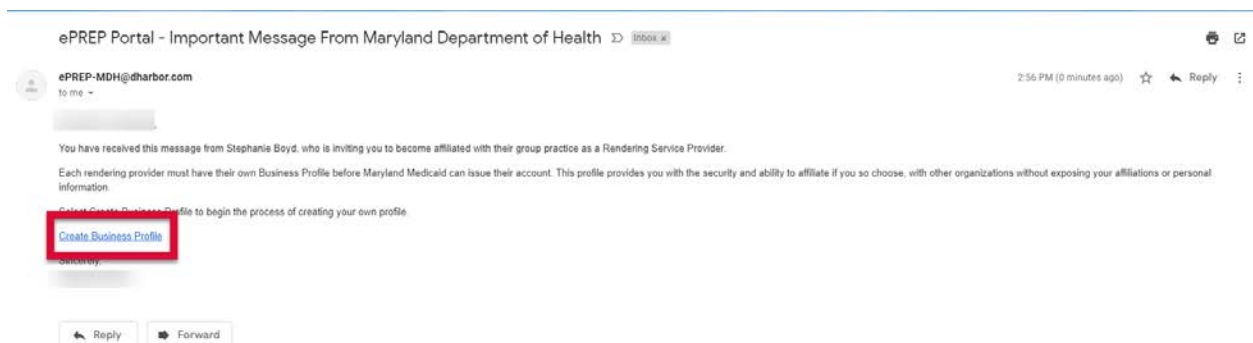 ePREP Portal - Important Message From Maryland Department of Health Inbox x
ePREP-MDH@dharbor.com
2:56 PM (0 minutes ago)
Reply
to me
You have received this message from Stephanie Boyd, who is inviting you to become affiliated with their group practice as a Rendering Service Provider.
Each rendering provider must have their own Business Profile before Maryland Medicaid can issue their account. This profile provides you with the security and ability to affiliate if you so choose, with other organizations without exposing your affiliations or personal
information.
Select Create Business Profile to begin the process of creating your own profile
Create Business Profile
Sincerely,
Reply
Forward